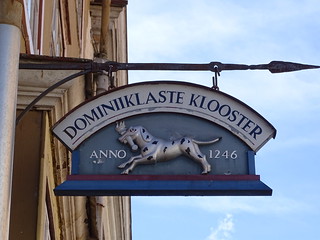 DOMINIIKLASTE KLOOSTER
ANNO 1246